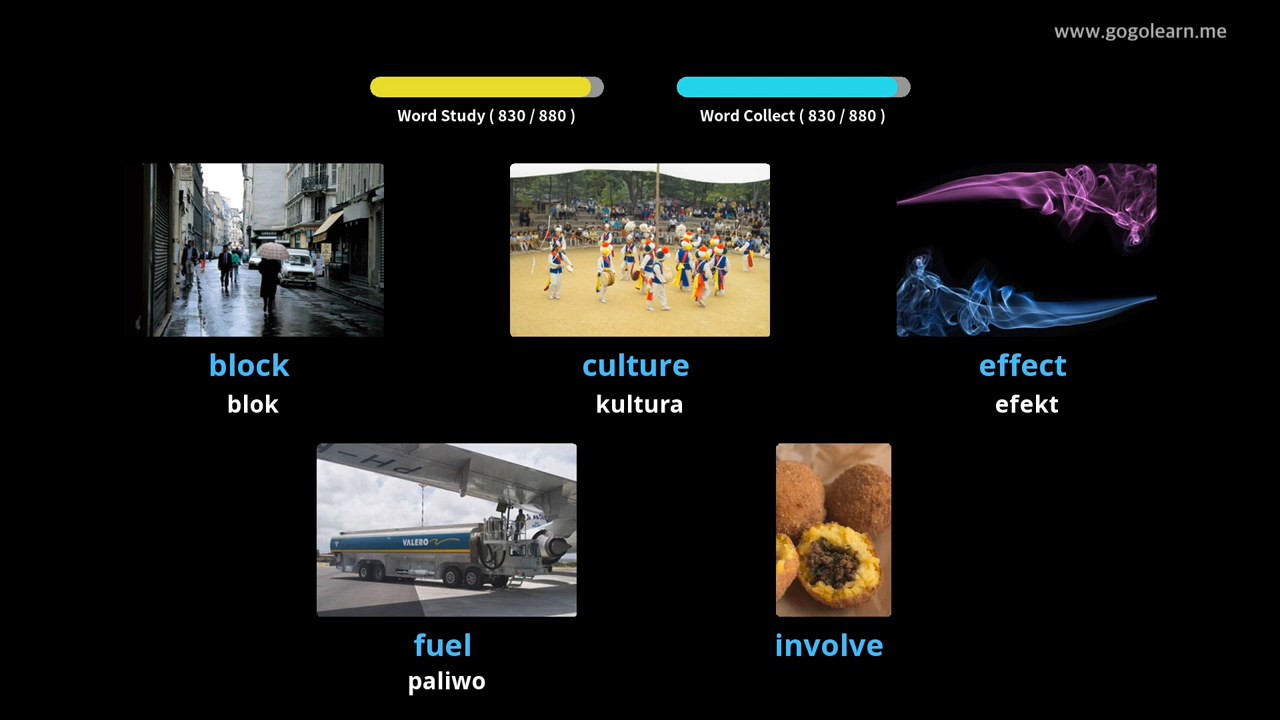 www.gogolearn.me
Word Study ( 830 / 880 )
Word Collect ( 830 / 880 )
block
blok
culture
kultura
effect
efekt
PH-
VALERO
fuel
paliwo
involve